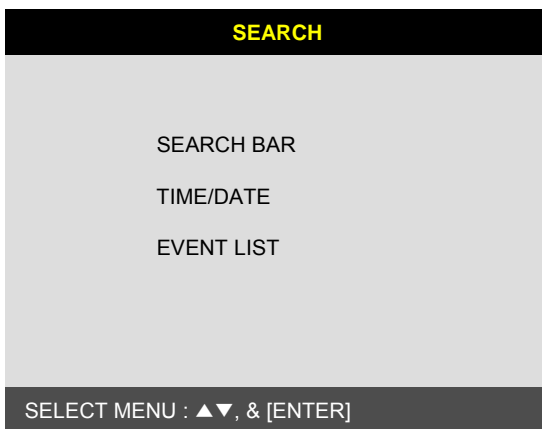 SEARCH
SEARCH BAR
TIME/DATE
EVENT LIST
SELECT MENU : ▲▼, & [ENTER]